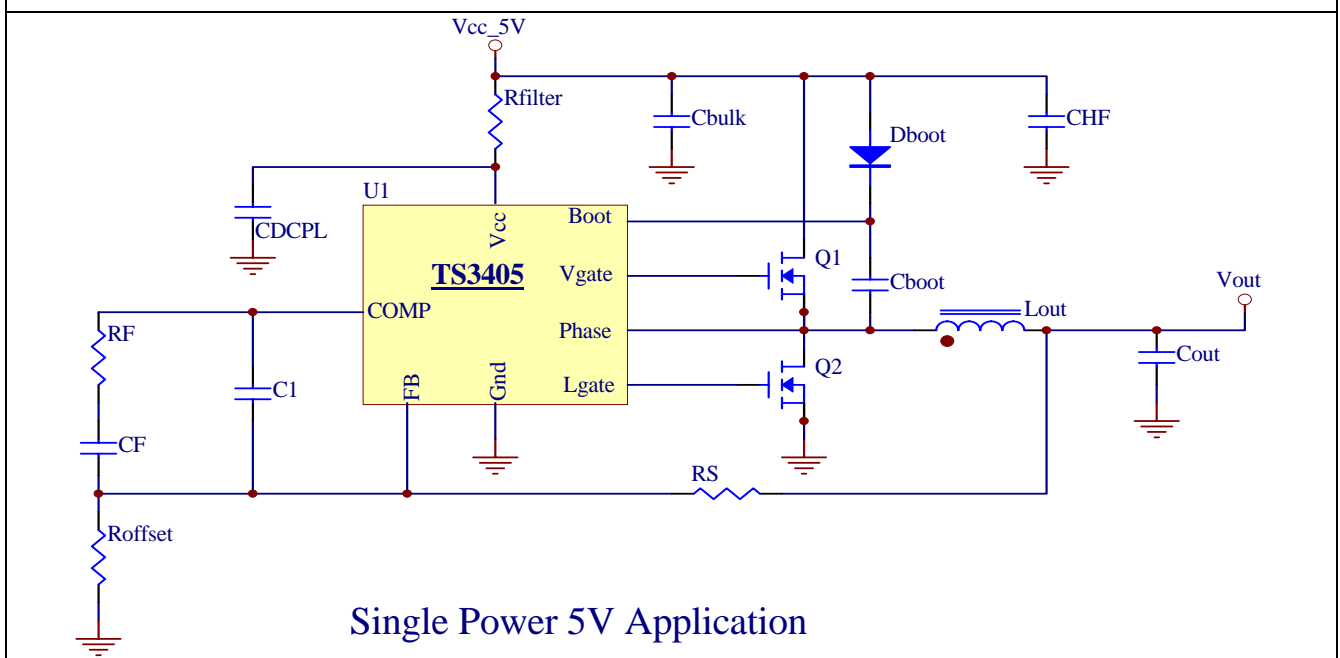 Vcc_5V
Rfilter
Cbulk
CHF
Dboot
U1
CDCPL
Vcc
Boot
TS3405
Vgate
Q1
Cboot
Vout
COMP
Phase
Lout
RF
C1
FB
Gnd
Lgate
Q2
Cout
CF
RS
Roffset
Single Power 5V Application